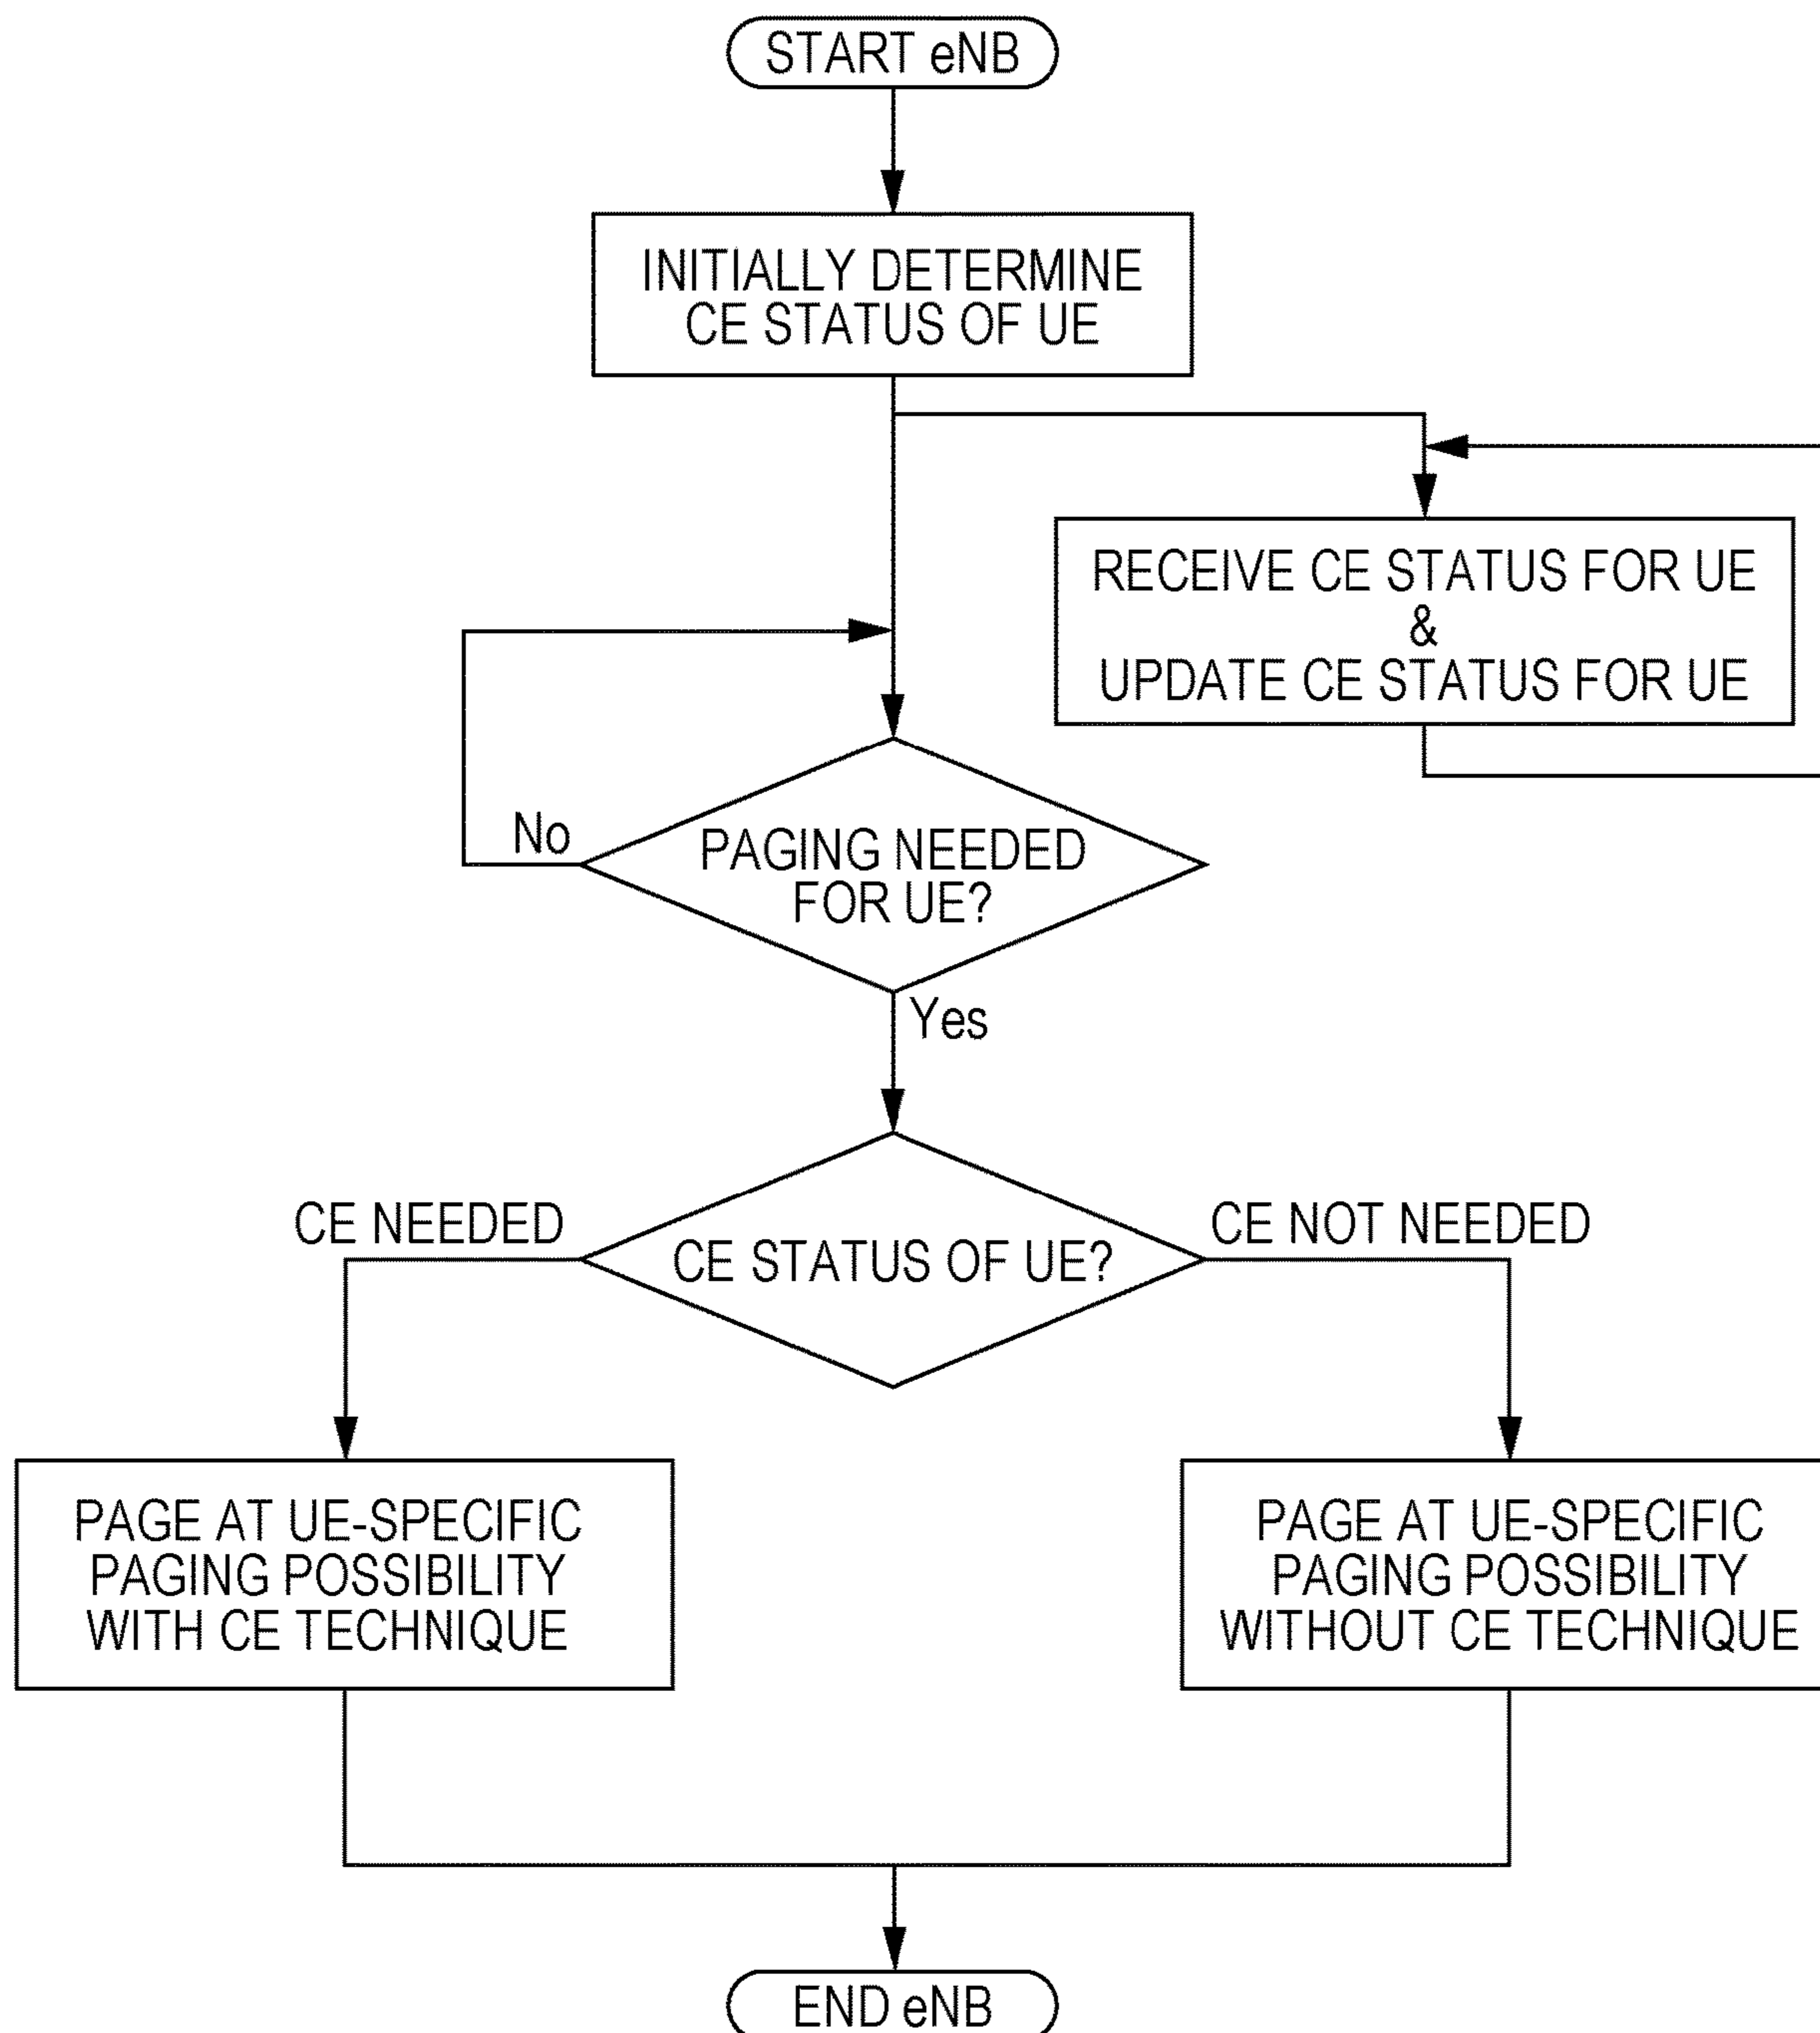 START eNB
INITIALLY DETERMINE
CE STATUS OF UE
RECEIVE CE STATUS FOR UE
&
UPDATE CE STATUS FOR UE
No
PAGING NEEDED
FOR UE?
Yes
CE NEEDED
CE STATUS OF UE?
CE NOT NEEDED
PAGE AT UE-SPECIFIC
PAGING POSSIBILITY
WITH CE TECHNIQUE
PAGE AT UE-SPECIFIC
PAGING POSSIBILITY
WITHOUT CE TECHNIQUE
END eNB